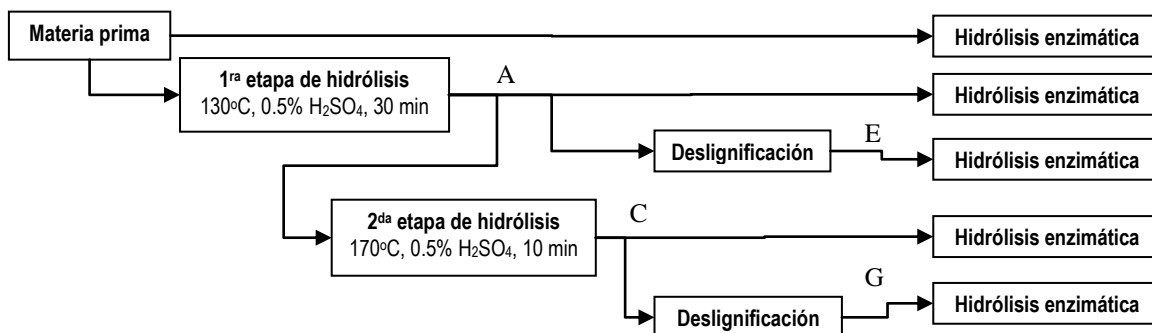 Materia prima
Hidrólisis enzimática
1ra etapa de hidrólisis
130oC, 0.5% H2SO4, 30 min
A
Hidrólisis enzimática
Deslignificación
E
Hidrólisis enzimática
2da etapa de hidrólisis
170oC, 0.5% H2SO4, 10 min
C
Hidrólisis enzimática
Deslignificación
G
Hidrólisis enzimática